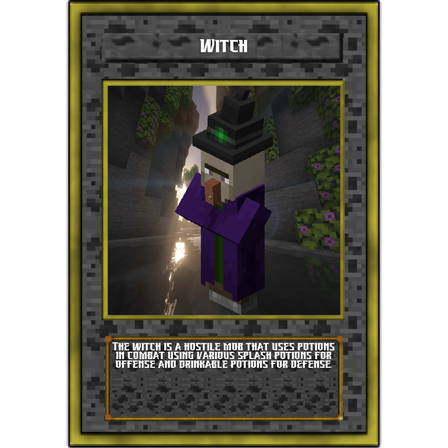 WITCH
THE WITCH IS A HOSTILE MOB THAT USES POTIONS
IN COMBAT USING VARIOUS SPLASH POTIONS FOR
OFFENSE AND DRINKABLE POTIONS FOR DEFENSE